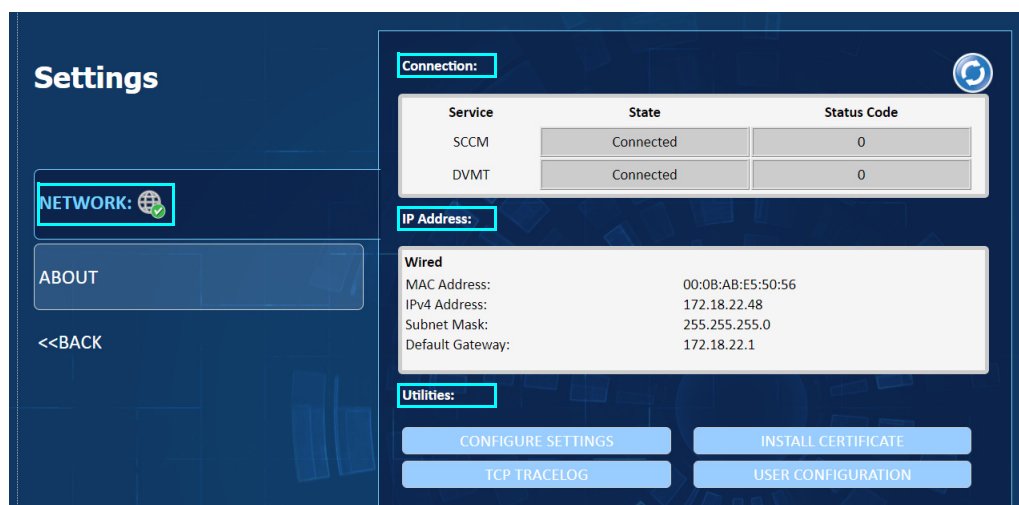 Settings
NETWORK:
ABOUT
<<BACK
Connection:
Service State Status Code
SCCM Connected 0
DVMT Connected 0
IP Address:
Wired
MAC Address: 00:0B:AB:E5:50:56
IPv4 Address: 172.18.22.48
Subnet Mask: 255.255.255.0
Default Gateway: 172.18.22.1
Utilities:
CONFIGURE SETTINGS INSTALL CERTIFICATE
TCP TRACELOG USER CONFIGURATION